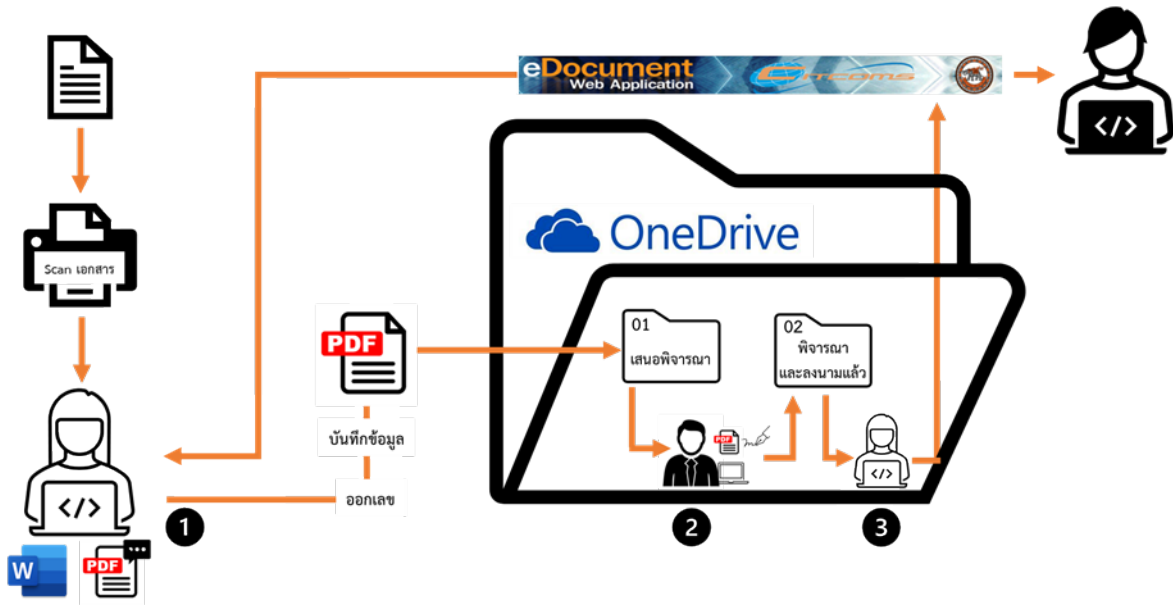 eDocument
Web Application
CITCOMS
Scan เอกสาร
</>
W
PDF
1
PDF
บันทึกข้อมูล
ออกเลข
OneDrive
01
เสนอพิจารณา
PDF
2
02
พิจารณา
และลงนามแล้ว
</>
3
</>